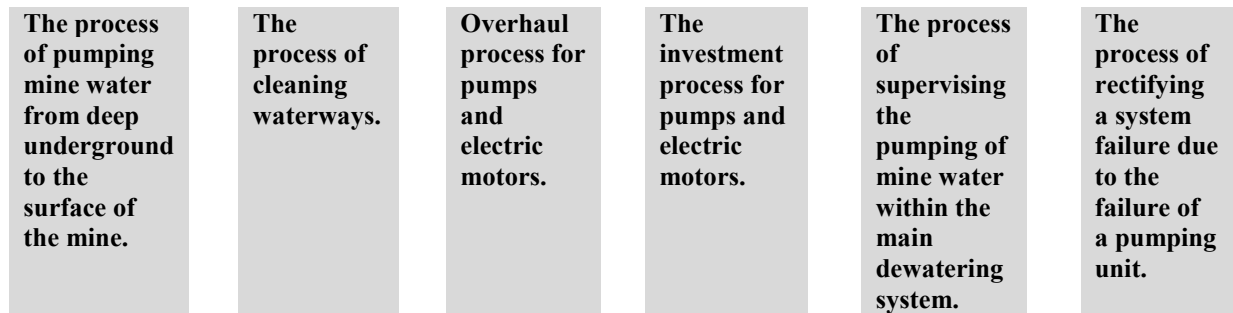 The process
of pumping
mine water
from deep
underground
to the
surface of
the mine.
The
process of
cleaning
waterways.
Overhaul
process for
pumps
and
electric
motors.
The
investment
process for
pumps and
electric
motors.
The process
of
supervising
the
pumping of
mine water
within the
main
dewatering
system.
The
process of
rectifying
a system
failure due
to the
failure of
a pumping
unit.